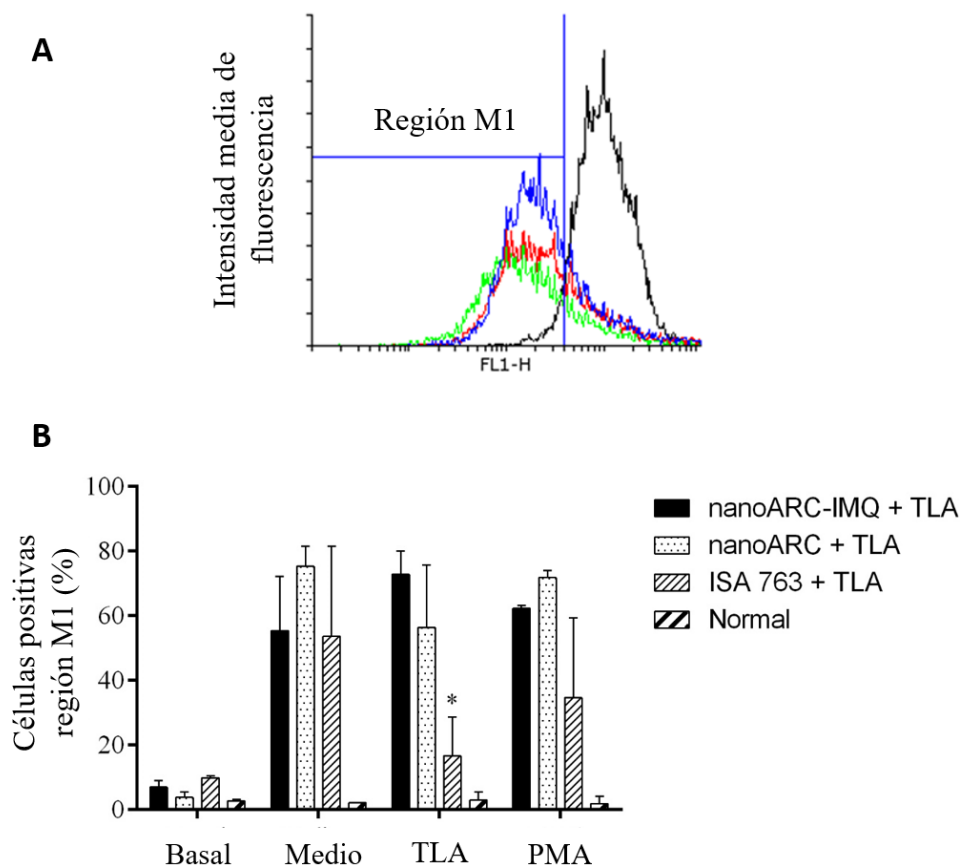 A
Intensidad media de
fluorescencia
Región M1
FL1-H
B
Células positivas
región M1 (%)
100
80
60
40
20
0
*
Basal
Medio
TLA
PMA
nanoARC-IMQ + TLA
nanoARC + TLA
ISA 763 + TLA
Normal